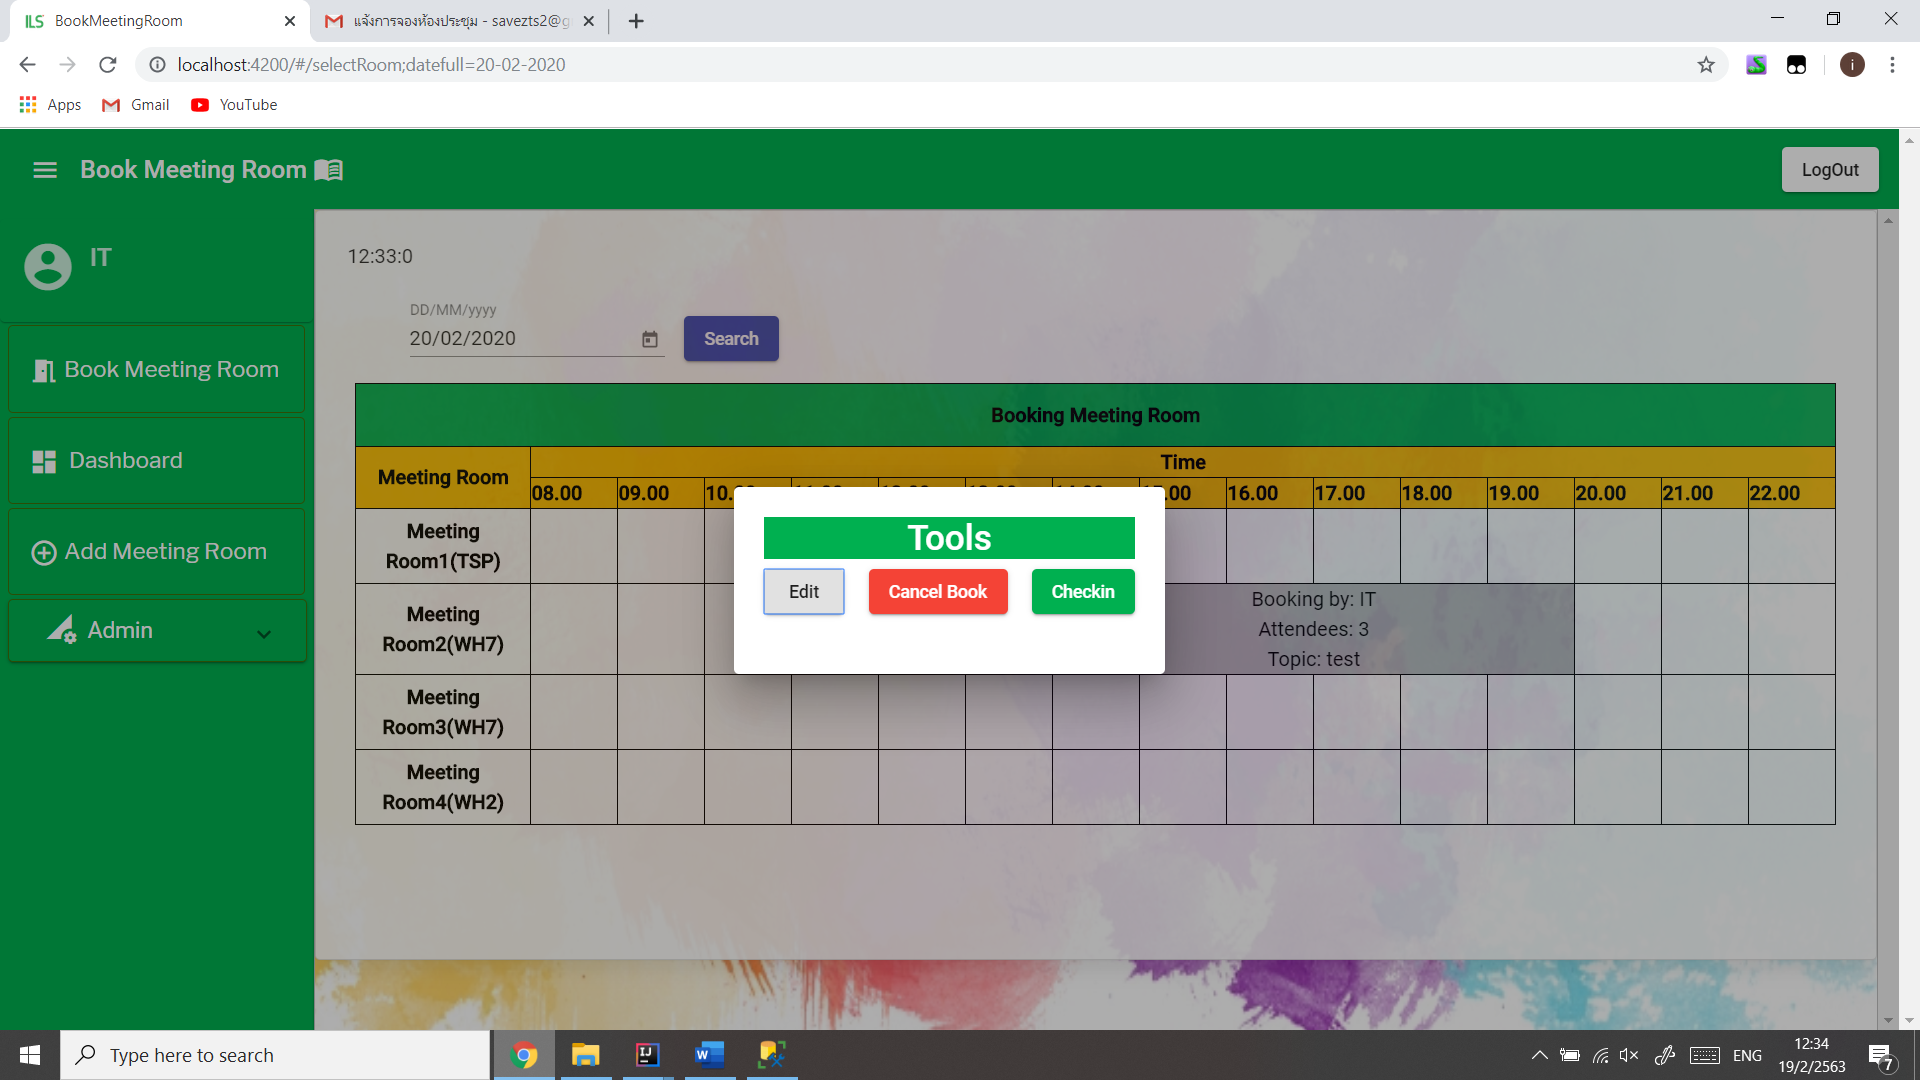 ILS BookMeetingRoom
แจ้งการจองห้องประชุม - savezts2@g
localhost:4200/#/selectRoom;datefull=20-02-2020
i
Apps Gmail YouTube
Book Meeting Room
LogOut
IT
Book Meeting Room
Dashboard
Add Meeting Room
Admin
12:33:0
DD/MM/yyyy
20/02/2020
Search
Booking Meeting Room
Meeting Room
Time
08.00 09.00 10. .00 16.00 17.00 18.00 19.00 20.00 21.00 22.00
Meeting
Room1(TSP)
Meeting
Room2(WH7)
Booking by: IT
Attendees: 3
Topic: test
Meeting
Room3(WH7)
Meeting
Room4(WH2)
Tools
Edit Cancel Book Checkin
Type here to search
ENG
12:34
19/2/2563
7